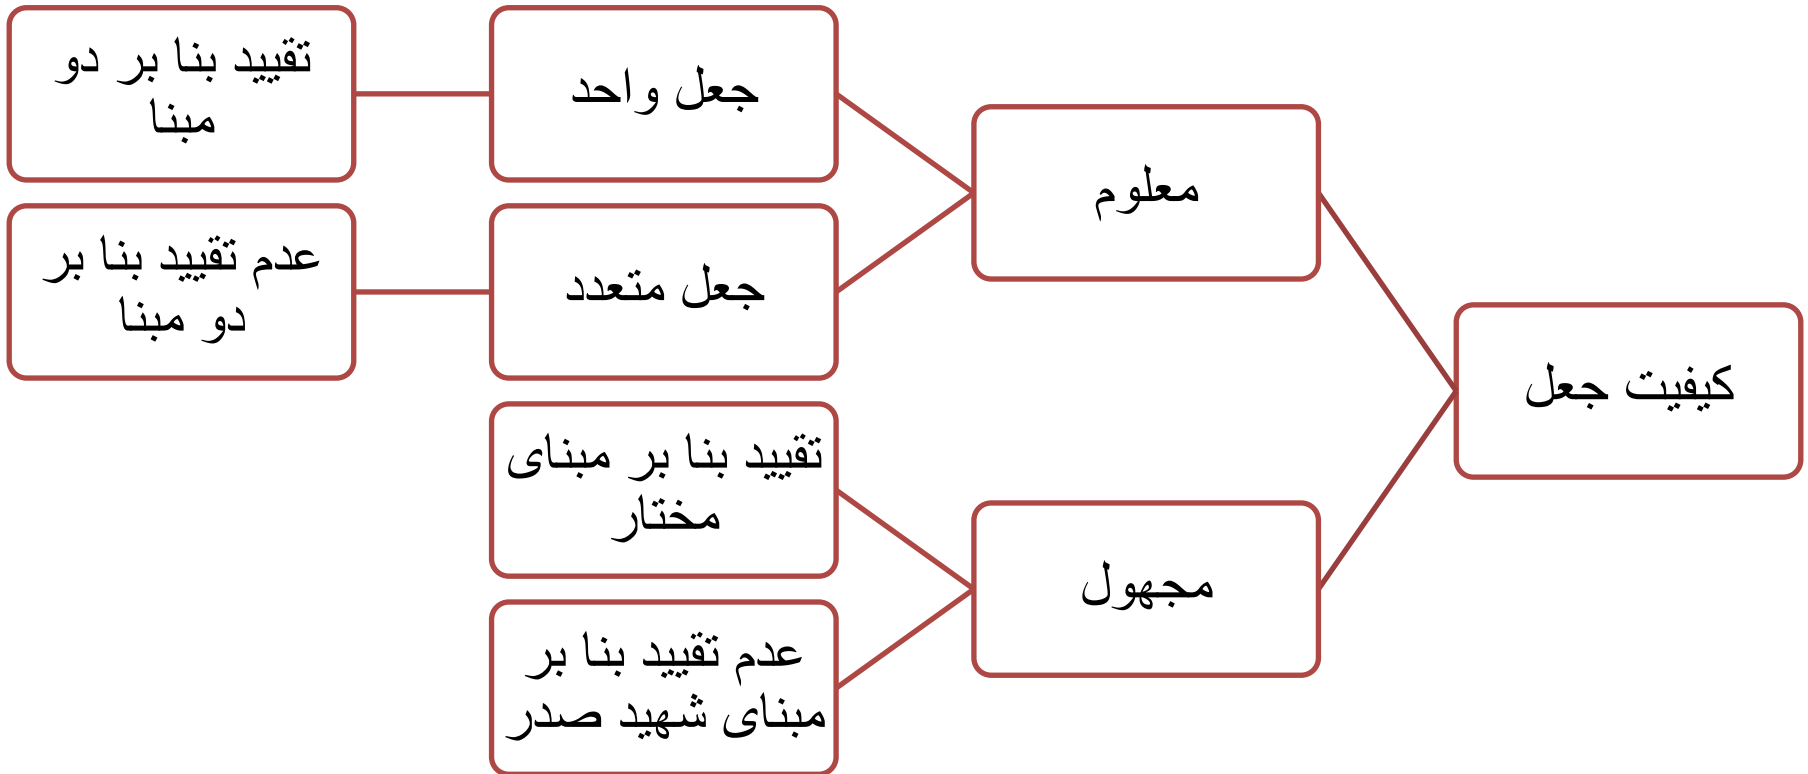 کیفیت جعل
معلوم
جعل واحد
تقیید بنا بر دو
مبنا
جعل متعدد
عدم تقیید بنا بر
دو مبنا
مجهول
تقیید بنا بر مبنای
مختار
عدم تقیید بنا بر
مبنای شهید صدر